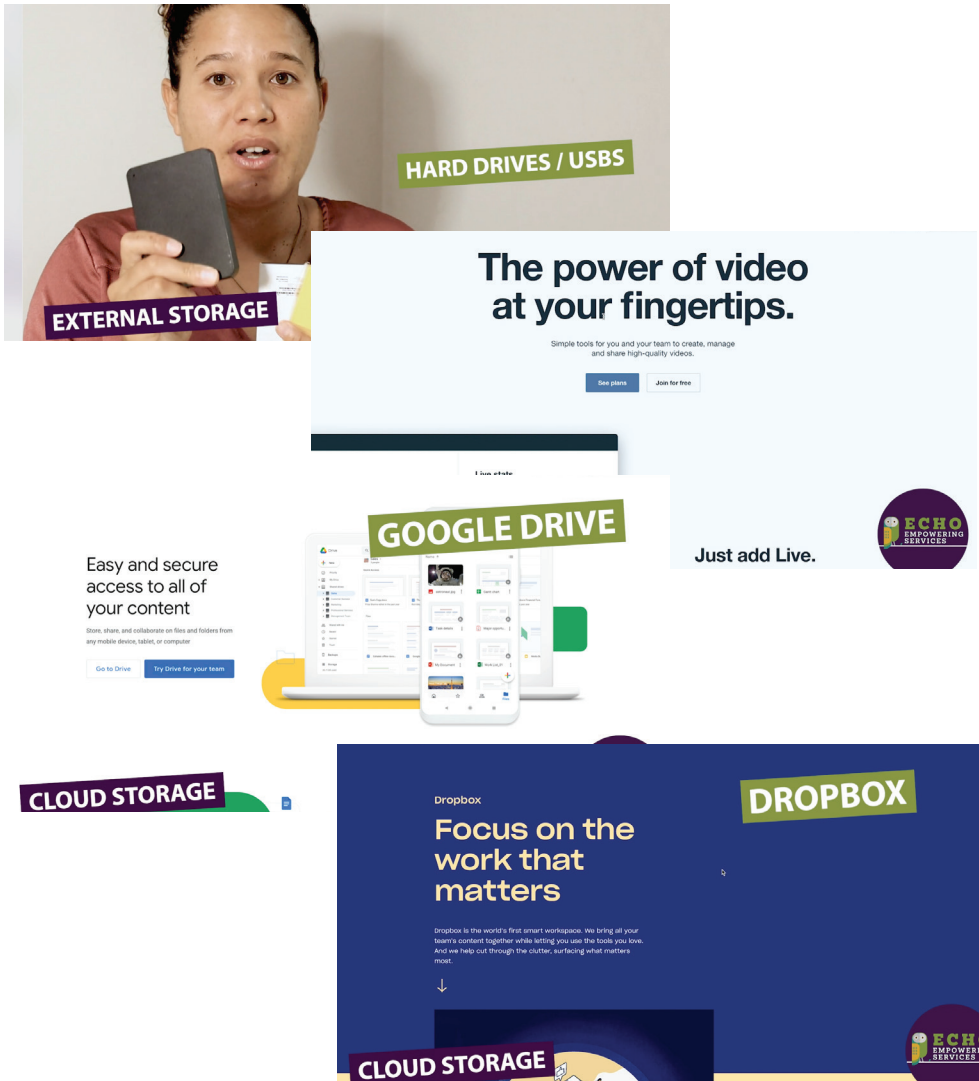 HARD DRIVES / USBS
EXTERNAL STORAGE
The power of video
at your fingertips.
Simple tools for you and your team to create, manage
and share high-quality videos.
See plans
Join for free
Live stats
GOOGLE DRIVE
ECHO
EMPOWERING
SERVICES
Just add Live.
Easy and secure
access to all of
your content
Store, share, and collaborate on files and folders from
any mobile device, tablet, or computer
Go to Drive
Try Drive for your team
My Document
CLOUD STORAGE
DROPBOX
Dropbox
Focus on the
work that
matters
Dropbox is the world's first smart workspace. We bring all your
team's content together while letting you use the tools you love.
And we help cut through the clutter, surfacing what matters
most.
ECH
EMPOWERI
SERVICES
CLOUD STORAGE